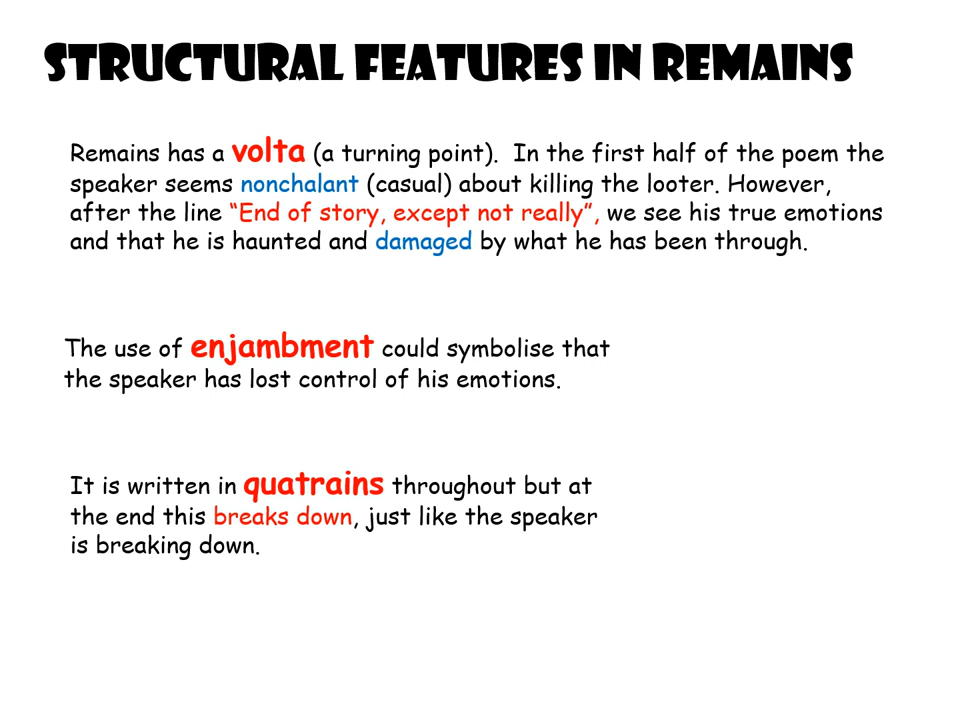 STRUCTURAL FEATURES IN REMAINS
Remains has a volta (a turning point). In the first half of the poem the
speaker seems nonchalant (casual) about killing the looter. However,
after the line “End of story, except not really”, we see his true emotions
and that he is haunted and damaged by what he has been through.
The use of enjambment could symbolise that
the speaker has lost control of his emotions.
It is written in quatrains throughout but at
the end this breaks down, just like the speaker
is breaking down.